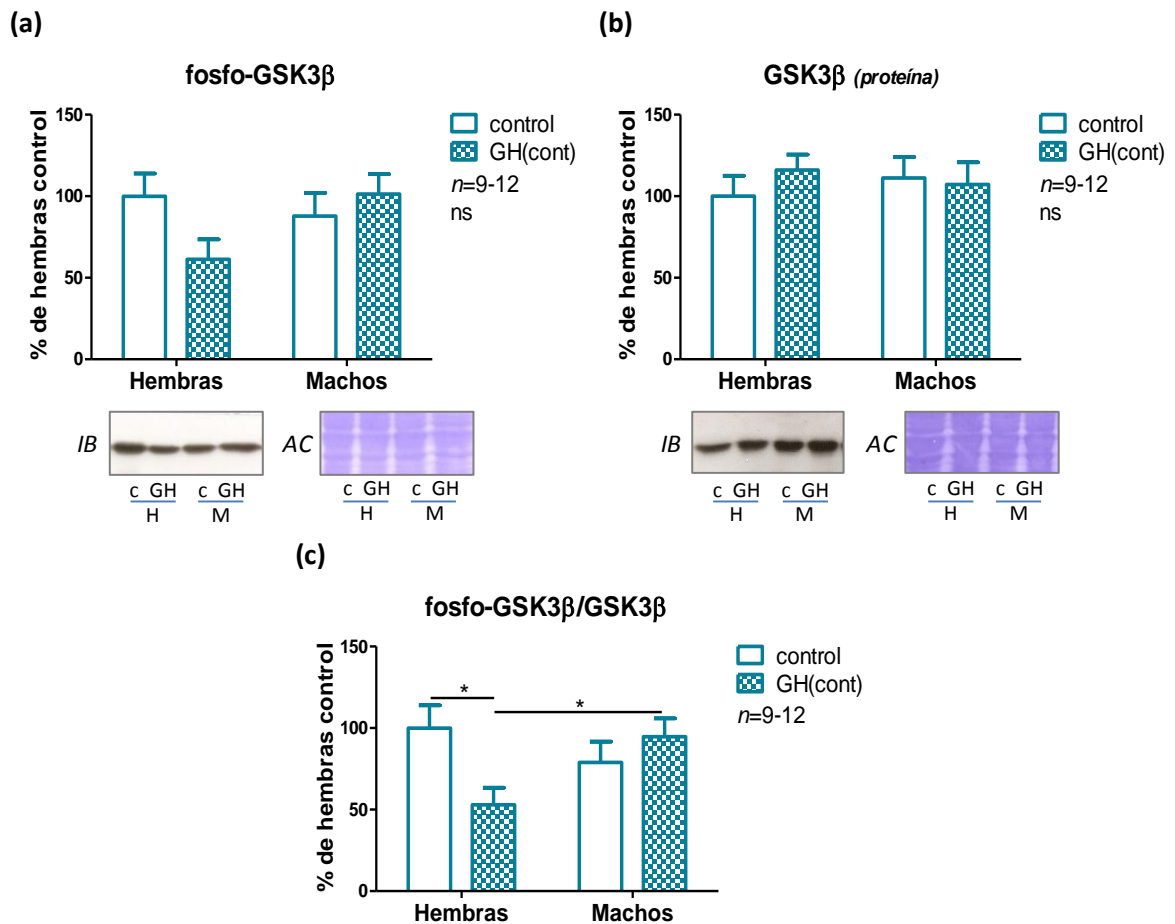 (a)
fosfo-GSK3β
150
100
50
0
% de hembras control
Hembras
Machos
control
GH(cont)
n=9-12
ns
IB
AC
c GH c GH
H M
c GH c GH
H M
(b)
GSK3β (proteína)
150
100
50
0
% de hembras control
Hembras
Machos
control
GH(cont)
n=9-12
ns
IB
AC
c GH c GH
H M
c GH c GH
H M
(c)
fosfo-GSK3β/GSK3β
150
100
50
0
% de hembras control
*
*
Hembras
Machos
control
GH(cont)
n=9-12